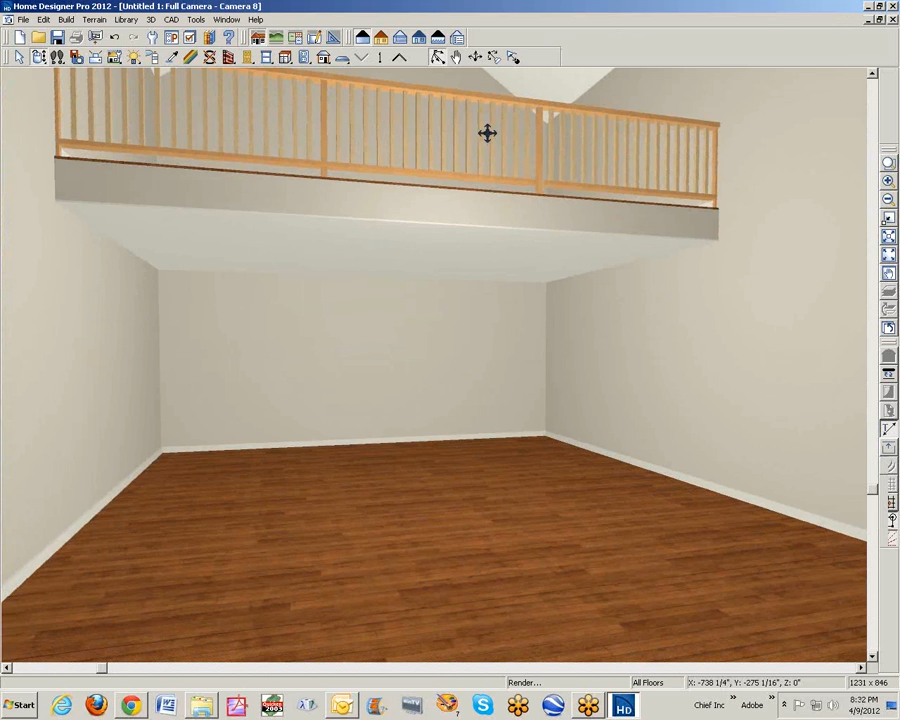 Home Designer Pro 2012 - [Untitled 1: Full Camera - Camera 8]
File Edit Build Terrain Library 3D CAD Tools Window Help
Render... All Floors X: -738 1/4", Y: -275 1/16", Z: 0" 1231 x 846
Start Chief Inc » Adobe » 8:32 PM
4/9/2012